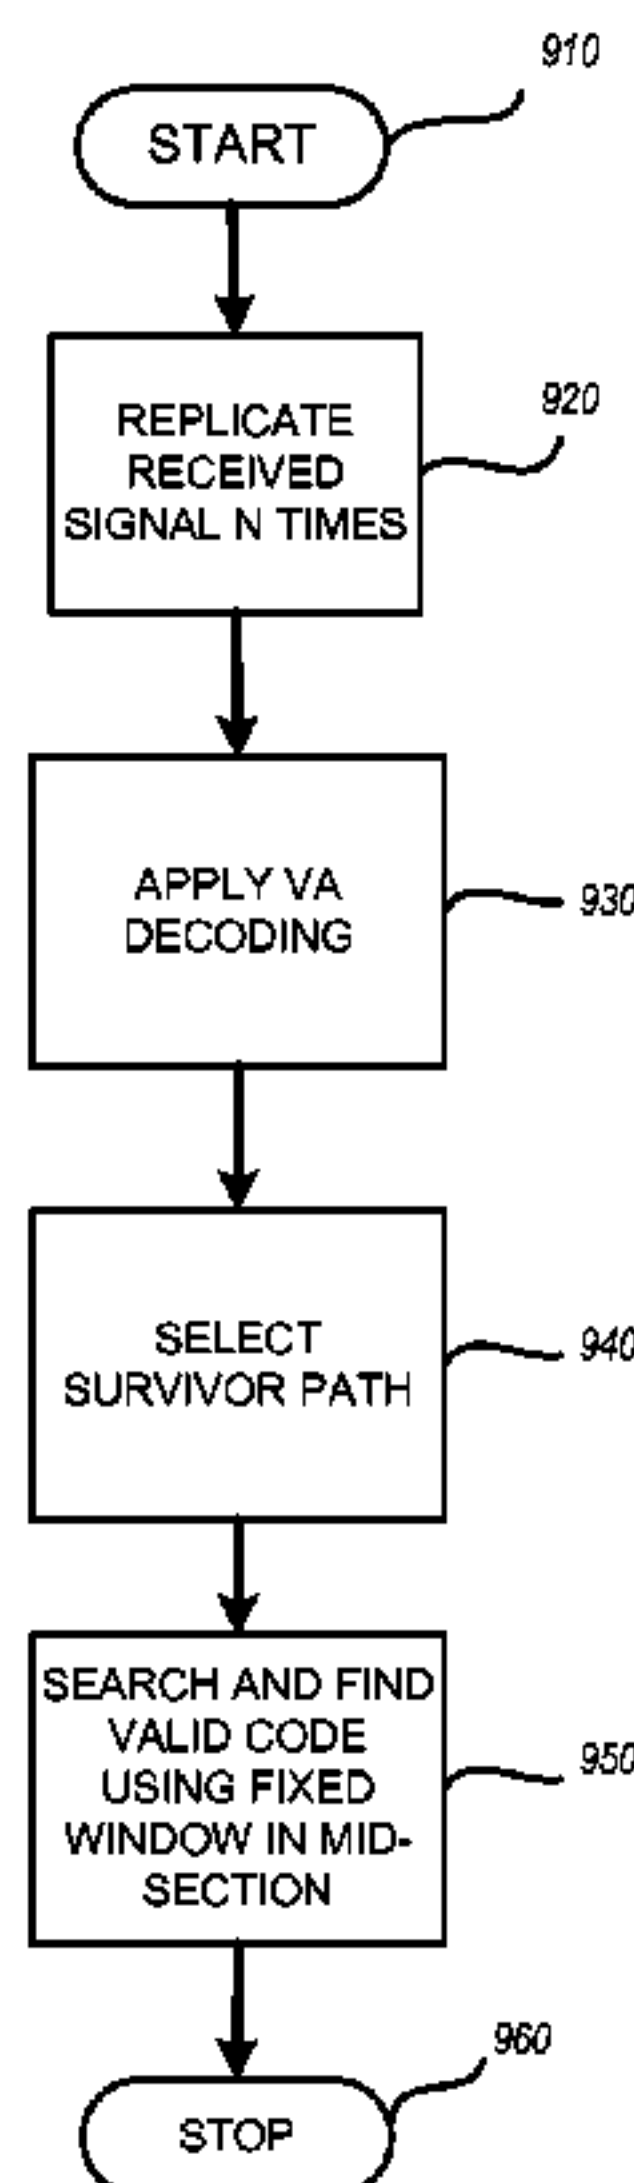 910
START
920
REPLICATE
RECEIVED
SIGNAL N TIMES
930
APPLY VA
DECODING
940
SELECT
SURVIVOR PATH
950
SEARCH AND FIND
VALID CODE
USING FIXED
WINDOW IN MID-
SECTION
960
STOP